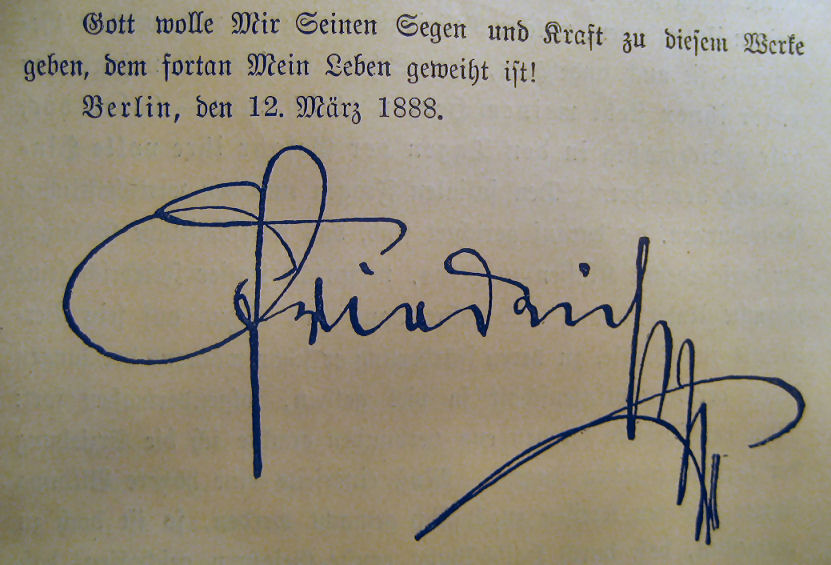 Gott wolle Mir Seinen Segen und Kraft zu diesem Werke
geben, dem fortan Mein Leben geweiht ist!
Berlin, den 12. März 1888.
Friedrich